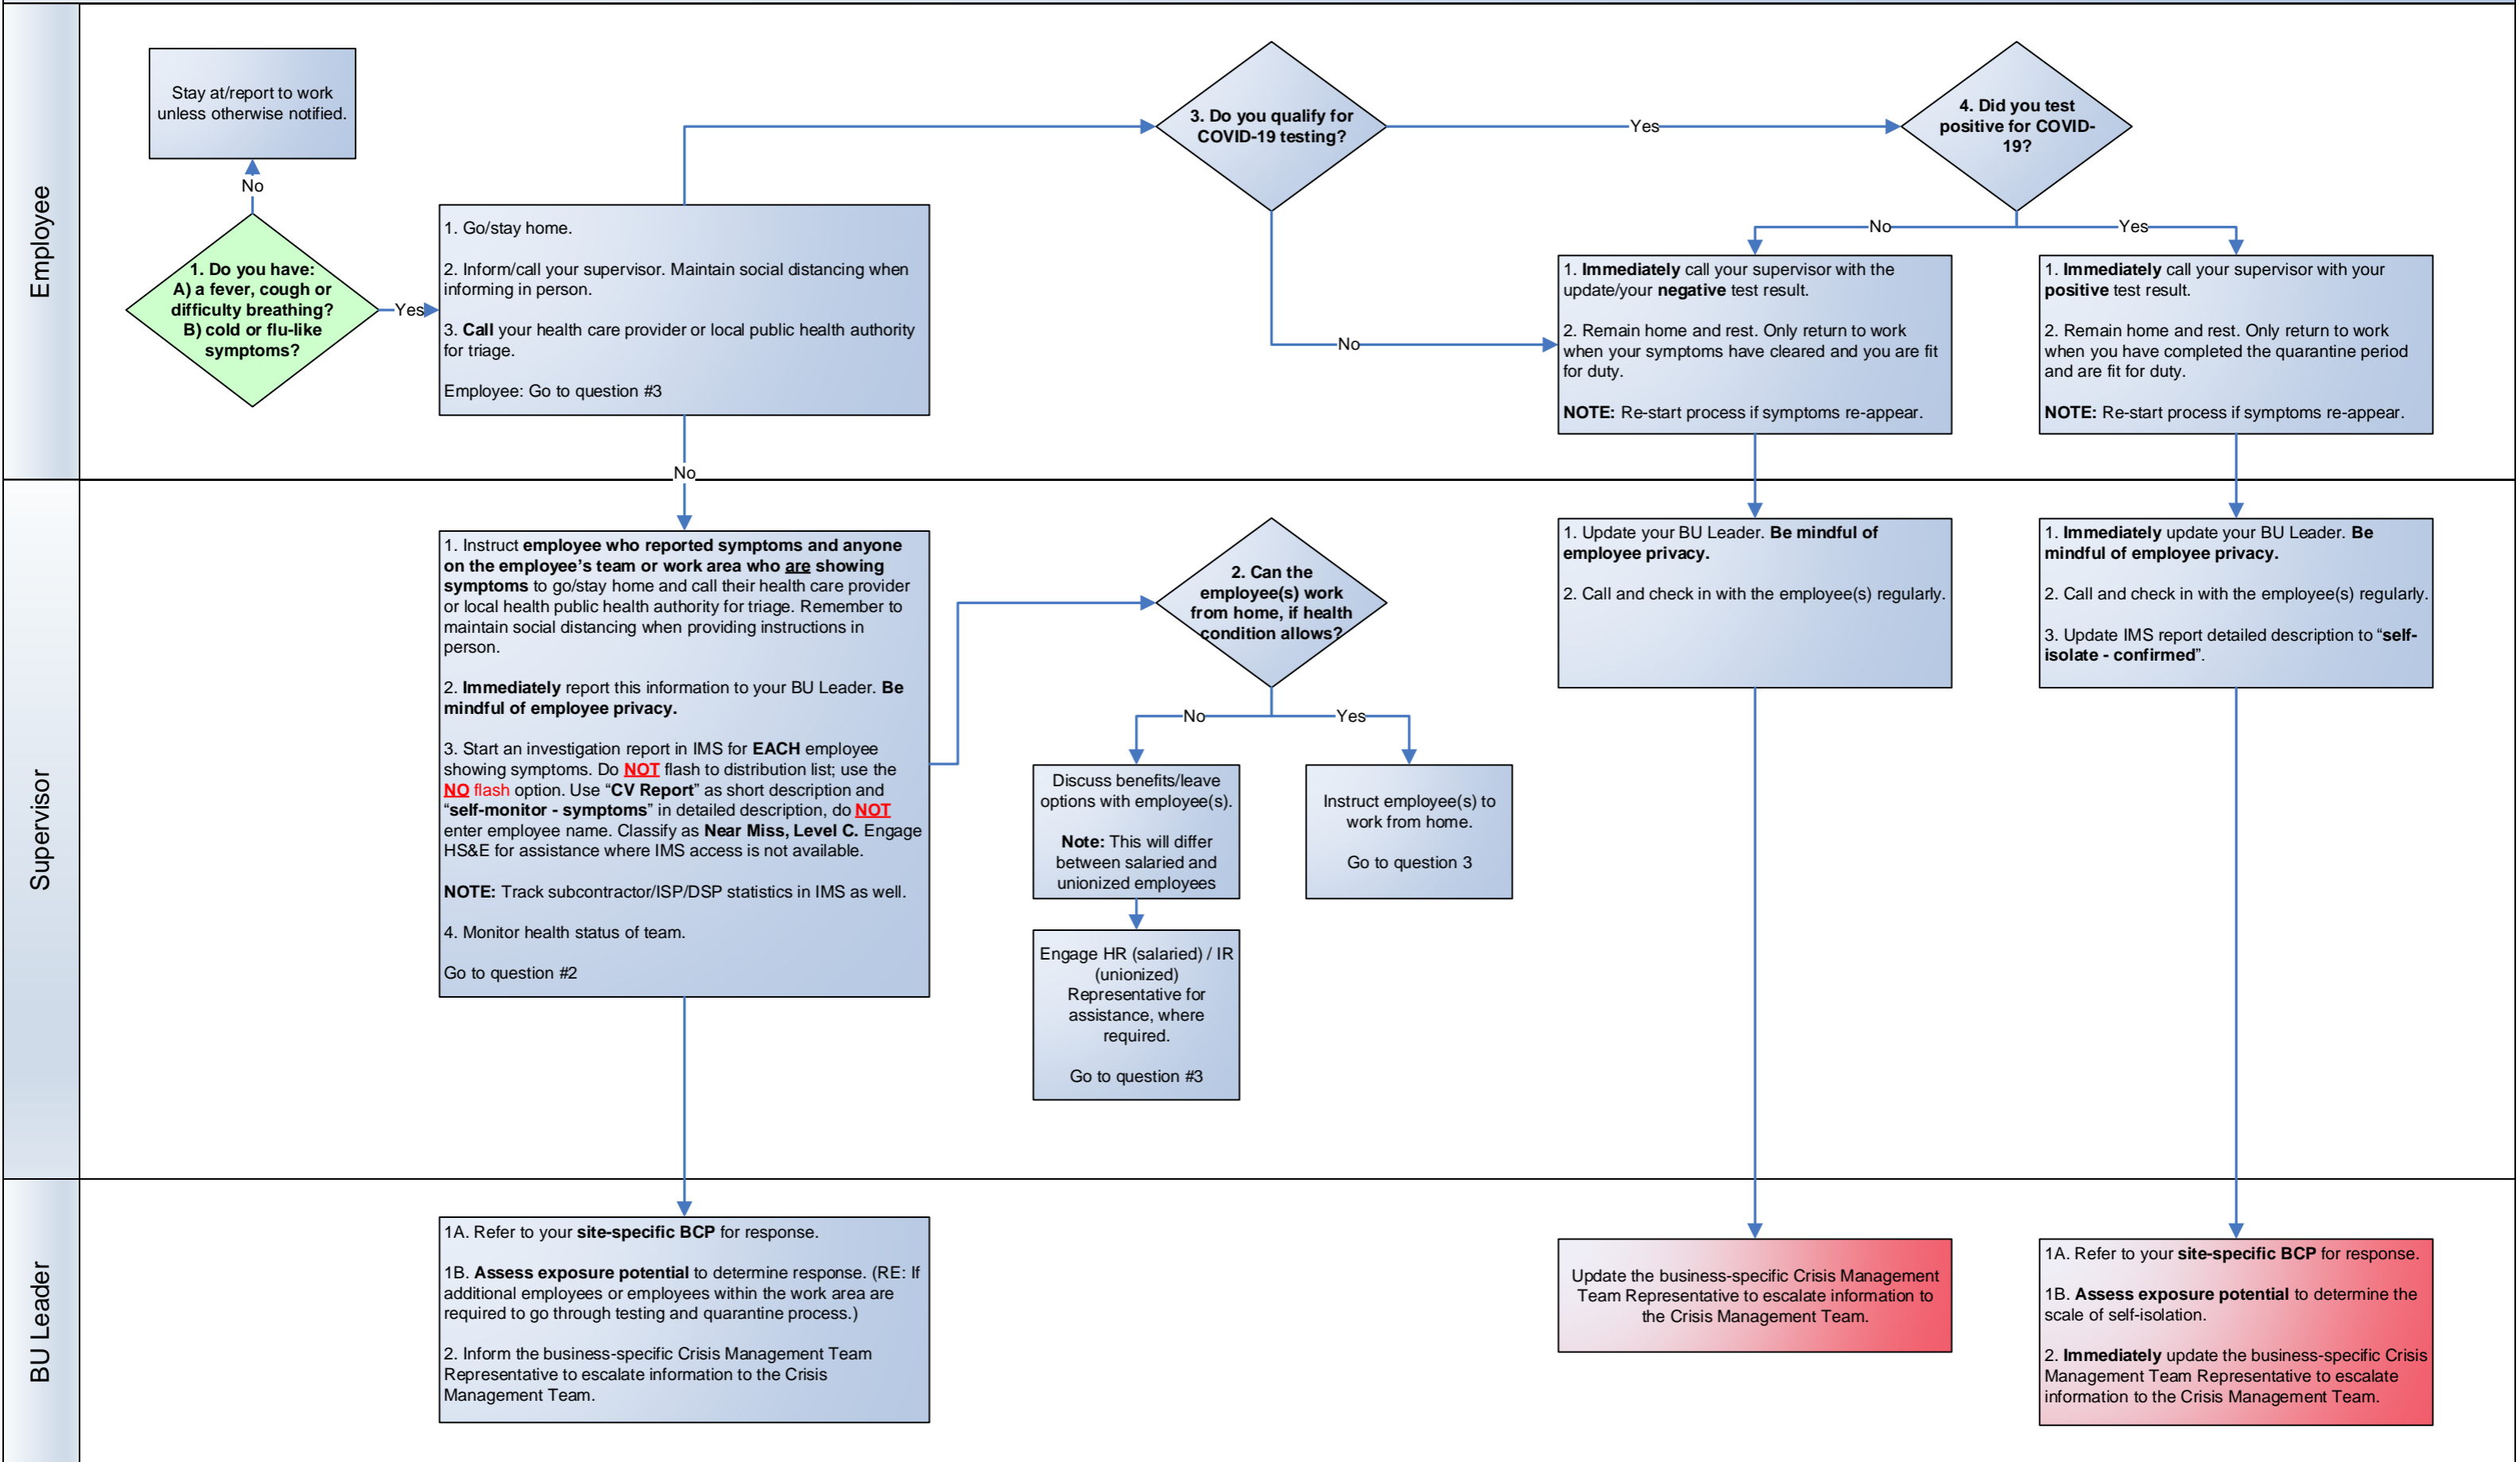 Employee
Stay at/report to work
unless otherwise notified.
No
1. Do you have:
A) a fever, cough or
difficulty breathing?
B) cold or flu-like
symptoms?
Yes
1. Go/stay home.
2. Inform/call your supervisor. Maintain social distancing when
informing in person.
3. Call your health care provider or local public health authority
for triage.
Employee: Go to question #3
No
3. Do you qualify for
COVID-19 testing?
Yes
No
4. Did you test
positive for COVID-
19?
No
Yes
1. Immediately call your supervisor with the
update/your negative test result.
2. Remain home and rest. Only return to work
when your symptoms have cleared and you are fit
for duty.
NOTE: Re-start process if symptoms re-appear.
1. Immediately call your supervisor with your
positive test result.
2. Remain home and rest. Only return to work
when you have completed the quarantine period
and are fit for duty.
NOTE: Re-start process if symptoms re-appear.
Supervisor
1. Instruct employee who reported symptoms and anyone
on the employee's team or work area who are showing
symptoms to go/stay home and call their health care provider
or local health public health authority for triage. Remember to
maintain social distancing when providing instructions in
person.
2. Immediately report this information to your BU Leader. Be
mindful of employee privacy.
3. Start an investigation report in IMS for EACH employee
showing symptoms. Do NOT flash to distribution list; use the
NO flash option. Use “CV Report” as short description and
“self-monitor - symptoms” in detailed description, do NOT
enter employee name. Classify as Near Miss, Level C. Engage
HS&E for assistance where IMS access is not available.
NOTE: Track subcontractor/ISP/DSP statistics in IMS as well.
4. Monitor health status of team.
Go to question #2
2. Can the
employee(s) work
from home, if health
condition allows?
No
Yes
Discuss benefits/leave
options with employee(s).
Note: This will differ
between salaried and
unionized employees
Engage HR (salaried) / IR
(unionized)
Representative for
assistance, where
required.
Go to question #3
Instruct employee(s) to
work from home.
Go to question 3
1. Update your BU Leader. Be mindful of
employee privacy.
2. Call and check in with the employee(s) regularly.
1. Immediately update your BU Leader. Be
mindful of employee privacy.
2. Call and check in with the employee(s) regularly.
3. Update IMS report detailed description to “self-
isolate - confirmed”.
BU Leader
1A. Refer to your site-specific BCP for response.
1B. Assess exposure potential to determine response. (RE: If
additional employees or employees within the work area are
required to go through testing and quarantine process.)
2. Inform the business-specific Crisis Management Team
Representative to escalate information to the Crisis
Management Team.
Update the business-specific Crisis Management
Team Representative to escalate information to
the Crisis Management Team.
1A. Refer to your site-specific BCP for response.
1B. Assess exposure potential to determine the
scale of self-isolation.
2. Immediately update the business-specific Crisis
Management Team Representative to escalate
information to the Crisis Management Team.